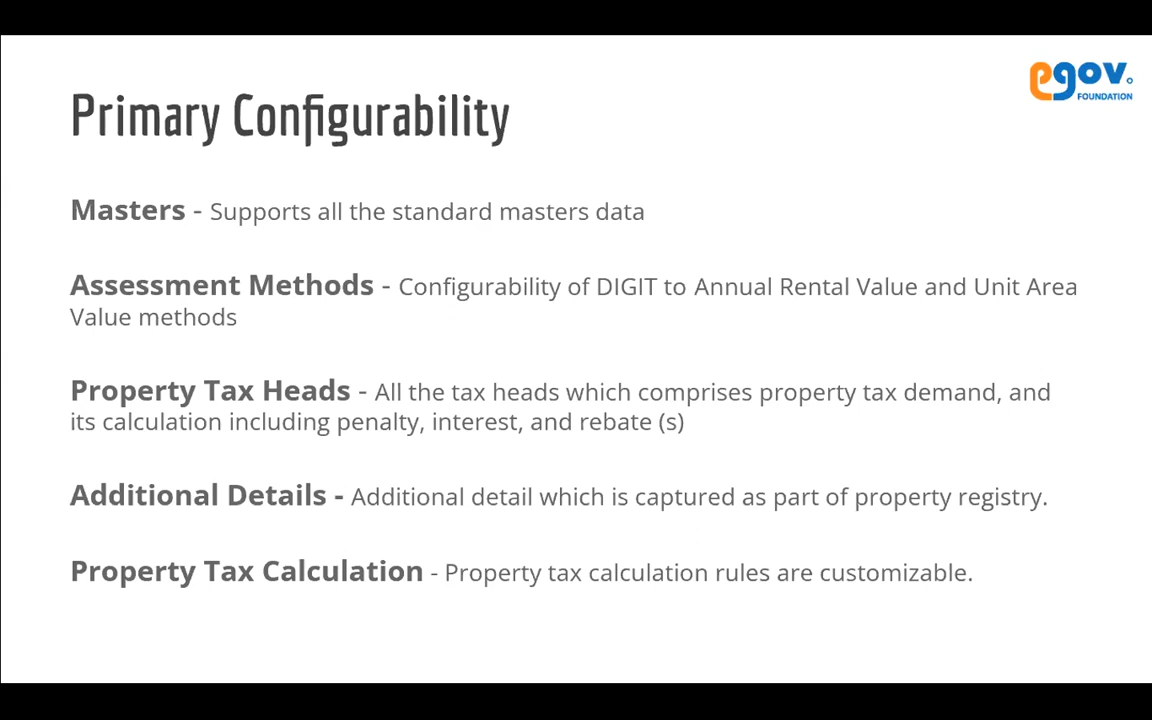 egov.
FOUNDATION
Primary Configurability
Masters - Supports all the standard masters data
Assessment Methods - Configurability of DIGIT to Annual Rental Value and Unit Area
Value methods
Property Tax Heads - All the tax heads which comprises property tax demand, and
its calculation including penalty, interest, and rebate (s)
Additional Details - Additional detail which is captured as part of property registry.
Property Tax Calculation - Property tax calculation rules are customizable.